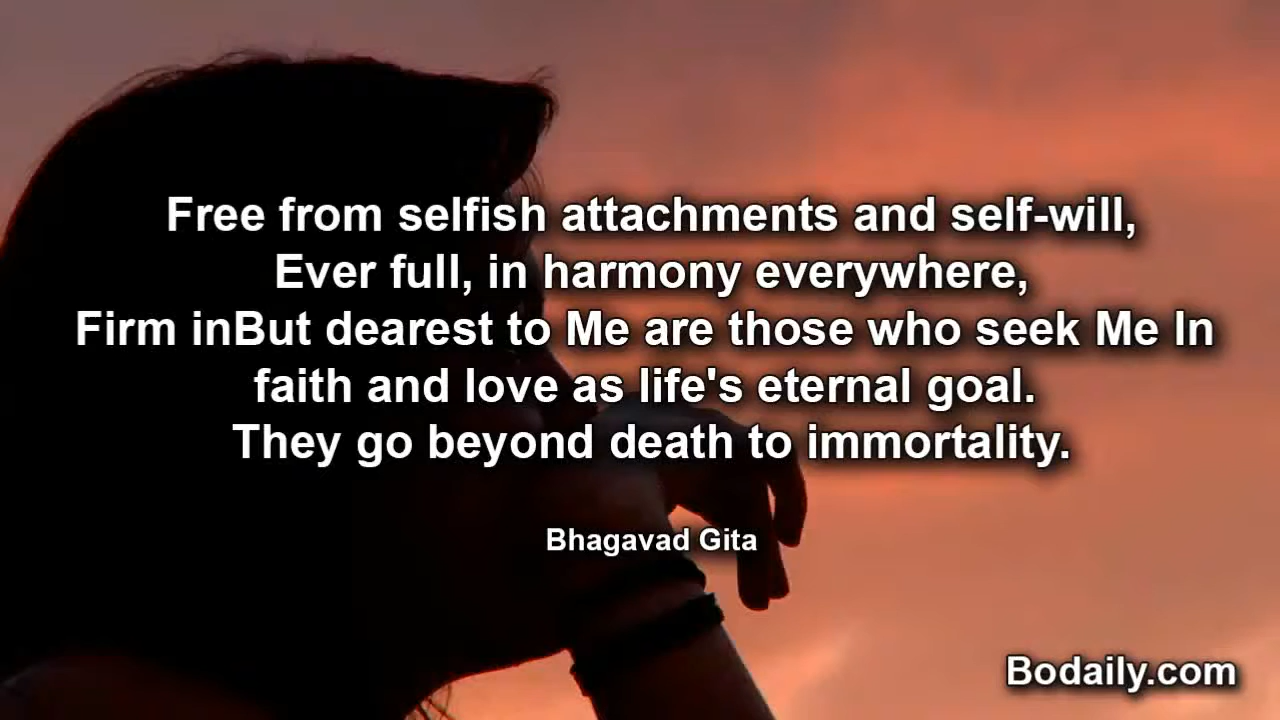 Free from selfish attachments and self-will,
Ever full, in harmony everywhere,
Firm inBut dearest to Me are those who seek Me In
faith and love as life's eternal goal.
They go beyond death to immortality.
Bhagavad Gita
Bodaily.com